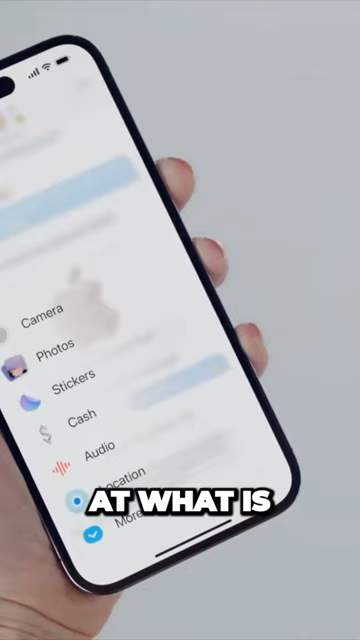 Camera
Photos
Stickers
Cash
Audio
Location
More
AT WHAT IS